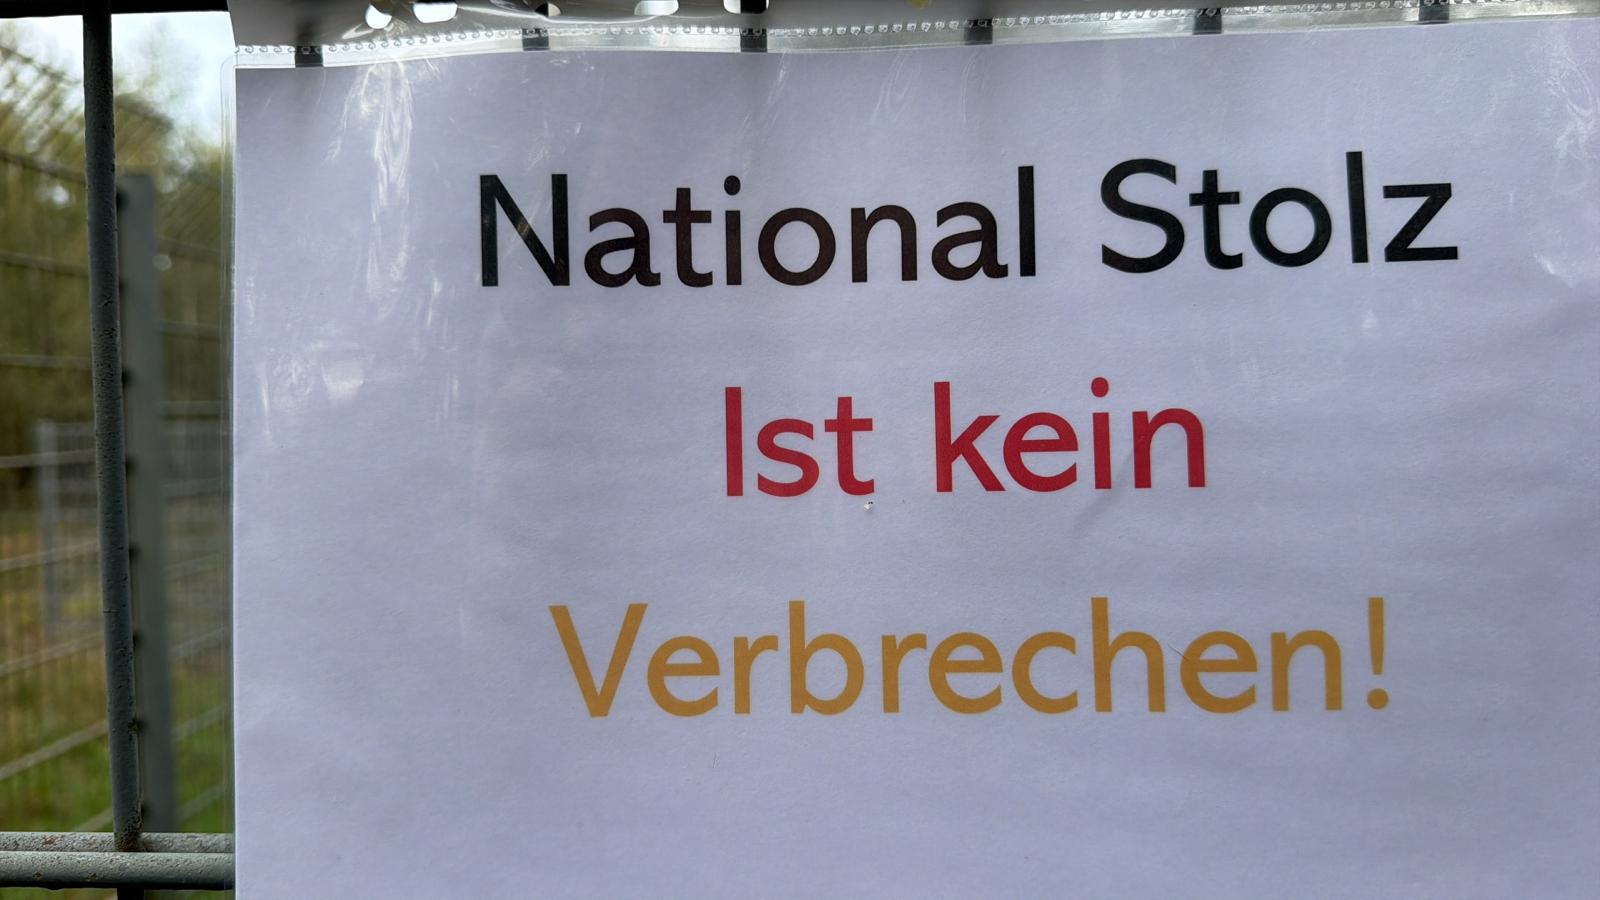 National Stolz
Ist kein
Verbrechen!